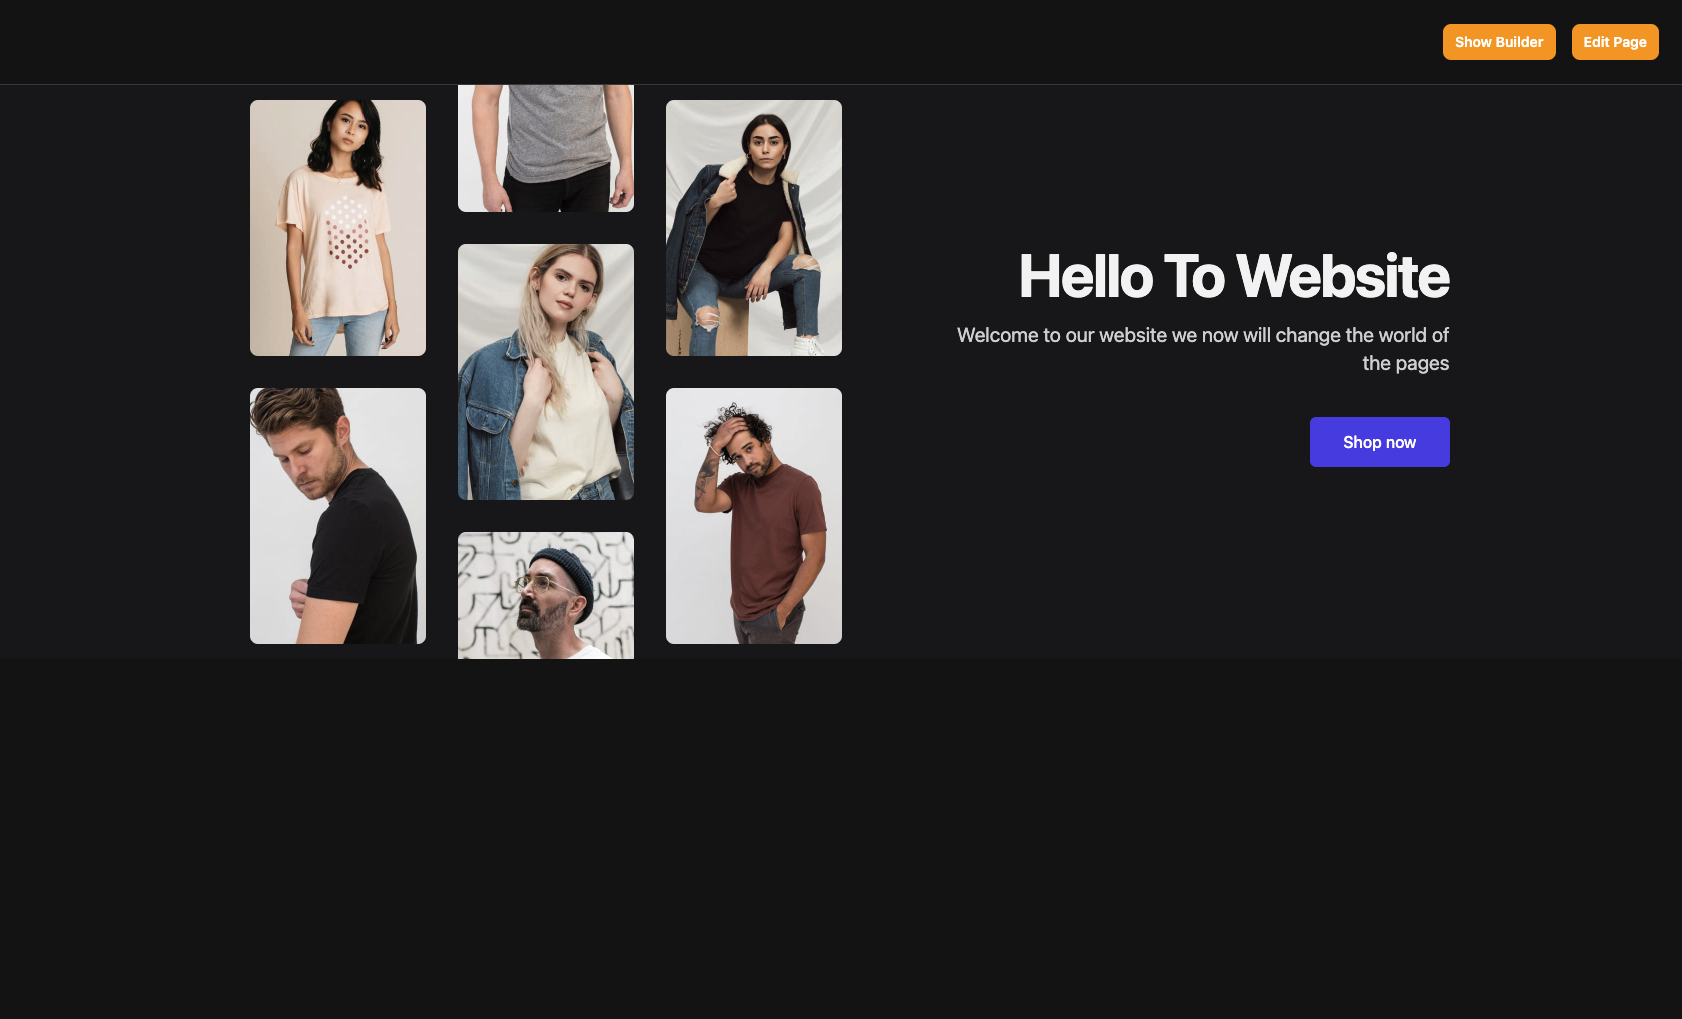 Show Builder
Edit Page
Hello To Website
Welcome to our website we now will change the world of
the pages
Shop now